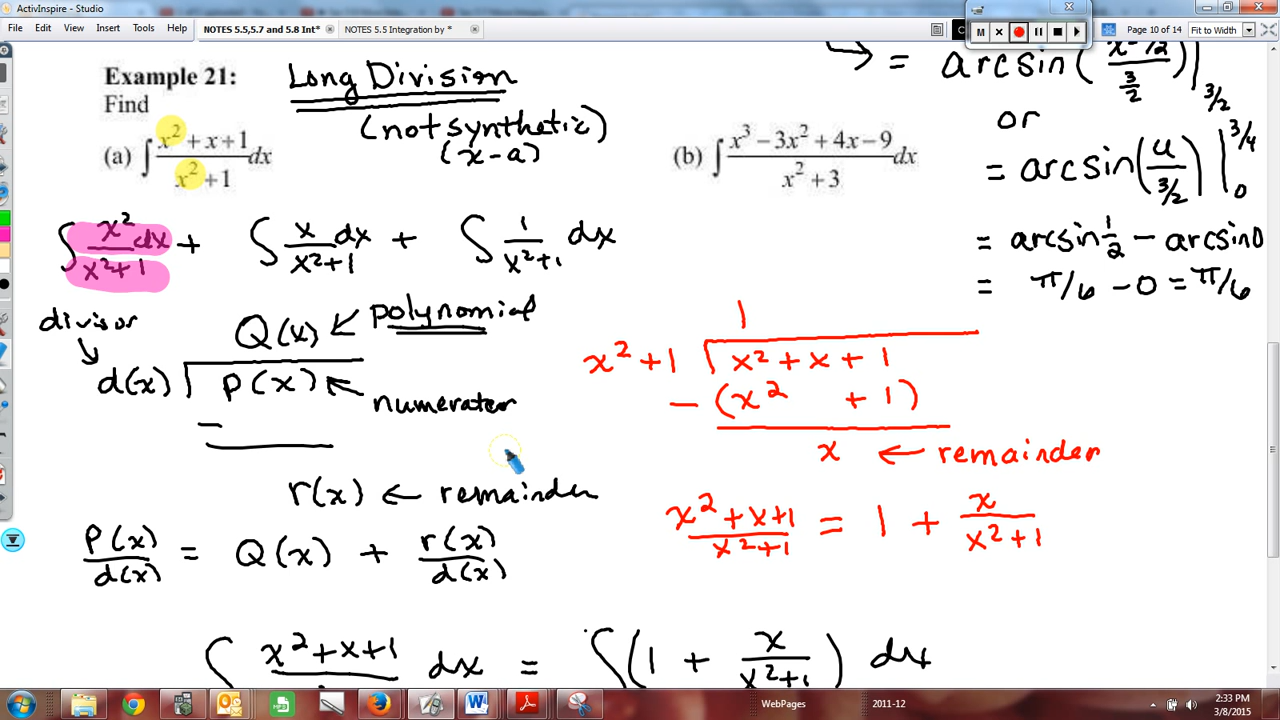 ActivInspire - Studio
File Edit View Insert Tools Help
NOTES 5.5,5.7 and 5.8 Int*
NOTES 5.5 Integration by *
Page 10 of 14
Fit to Width
Example 21:
Long Division
Find
(not synthetic)
(x-a)
(a) ∫ (x² + x + 1)/(x² + 1) dx
(b) ∫ (x³ − 3x² + 4x − 9)/(x² + 3) dx
∫ x²dx/(x²+1) + ∫ x/(x²+1) dx + ∫ 1/(x²+1) dx
divisor
Q(x) polynomial
d(x) P(x)
numerator
−
r(x) ← remainder
P(x)/d(x) = Q(x) + r(x)/d(x)
1
x²+1 x²+x+1
−(x² +1)
x ← remainder
(x²+x+1)/(x²+1) = 1 + x/(x²+1)
∫ x²+x+1 dx = ∫(1 + x/(x²+1)) dx
= arcsin( /(3/2))| 3/2
or
= arcsin(u/(3/2))| 3/4 0
= arcsin 1/2 − arcsin0
= π/6 − 0 = π/6
WebPages
2011-12
2:33 PM
3/8/2015